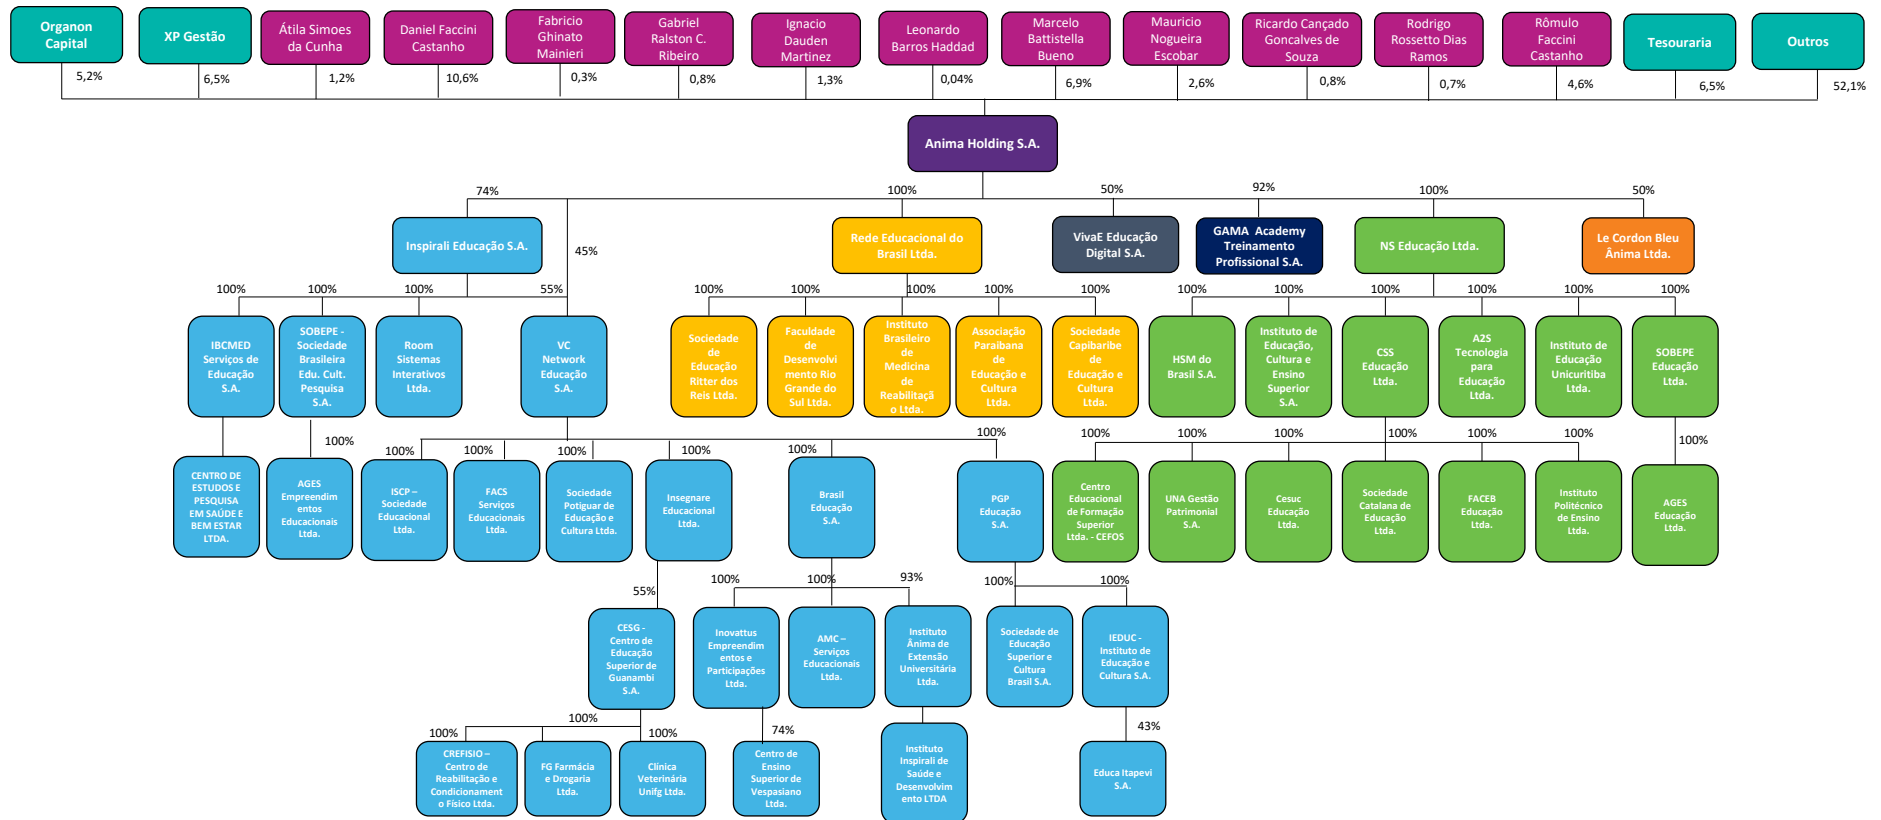 Organon
Capital
XP Gestão
Átila Simoes
da Cunha
Daniel Faccini
Castanho
Fabricio
Ghinato
Mainieri
Gabriel
Ralston C.
Ribeiro
Ignacio
Dauden
Martinez
Leonardo
Barros Haddad
Marcelo
Battistella
Bueno
Mauricio
Nogueira
Escobar
Ricardo Cançado
Goncalves de
Souza
Rodrigo
Rossetto Dias
Ramos
Rômulo
Faccini
Castanho
Tesouraria
Outros
5,2%
6,5%
1,2%
10,6%
0,3%
0,8%
1,3%
0,04%
6,9%
2,6%
0,8%
0,7%
4,6%
6,5%
52,1%
Anima Holding S.A.
74%
45%
100%
50%
92%
100%
50%
Inspirali Educação S.A.
Rede Educacional do
Brasil Ltda.
VivaE Educação
Digital S.A.
GAMA Academy
Treinamento
Profissional S.A.
NS Educação Ltda.
Le Cordon Bleu
Ânima Ltda.
100%
100%
100%
55%
100%
100%
100%
100%
100%
100%
100%
100%
100%
100%
100%
IBCMED
Serviços de
Educação
S.A.
SOBEPE -
Sociedade
Brasileira
Edu. Cult.
Pesquisa
S.A.
Room
Sistemas
Interativos
Ltda.
VC
Network
Educação
S.A.
Sociedade
de
Educação
Ritter dos
Reis Ltda.
Faculdade
de
Desenvolvi
mento Rio
Grande do
Sul Ltda.
Instituto
Brasileiro
de
Medicina
de
Reabilitaçã
o Ltda.
Associação
Paraibana
de
Educação e
Cultura
Ltda.
Sociedade
Capibaribe
de
Educação e
Cultura
Ltda.
HSM do
Brasil S.A.
Instituto de
Educação,
Cultura e
Ensino
Superior
S.A.
CSS
Educação
Ltda.
A2S
Tecnologia
para
Educação
Ltda.
Instituto de
Educação
Unicuritiba
Ltda.
SOBEPE
Educação
Ltda.
100%
100%
100%
100%
100%
100%
100%
100%
100%
100%
100%
100%
100%
100%
CENTRO DE
ESTUDOS E
PESQUISA
EM SAÚDE E
BEM ESTAR
LTDA.
AGES
Empreendim
entos
Educacionais
Ltda.
ISCP –
Sociedade
Educacional
Ltda.
FACS
Serviços
Educacionais
Ltda.
Sociedade
Potiguar de
Educação e
Cultura Ltda.
Insegnare
Educacional
Ltda.
Brasil
Educação
S.A.
PGP
Educação
S.A.
Centro
Educacional
de Formação
Superior
Ltda. - CEFOS
UNA Gestão
Patrimonial
S.A.
Cesuc
Educação
Ltda.
Sociedade
Catalana de
Educação
Ltda.
FACEB
Educação
Ltda.
Instituto
Politécnico
de Ensino
Ltda.
AGES
Educação
Ltda.
55%
100%
100%
93%
100%
100%
CESG -
Centro de
Educação
Superior de
Guanambi
S.A.
Inovattus
Empreendim
entos e
Participações
Ltda.
AMC –
Serviços
Educacionais
Ltda.
Instituto
Ânima de
Extensão
Universitária
Ltda.
Sociedade de
Educação
Superior e
Cultura
Brasil S.A.
IEDUC -
Instituto de
Educação e
Cultura S.A.
100%
100%
100%
74%
43%
CREFISIO –
Centro de
Reabilitação e
Condicionament
o Físico Ltda.
FG Farmácia
e Drogaria
Ltda.
Clínica
Veterinária
Unifg Ltda.
Centro de
Ensino
Superior de
Vespasiano
Ltda.
Instituto
Inspirali de
Saúde e
Desenvolvim
ento LTDA
Educa Itapevi
S.A.